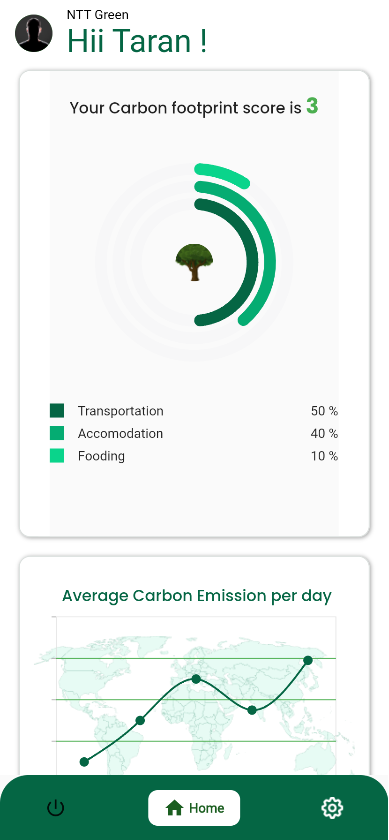 NTT Green
Hii Taran !
Your Carbon footprint score is 3
Transportation 50 %
Accomodation 40 %
Fooding 10 %
Average Carbon Emission per day
Home